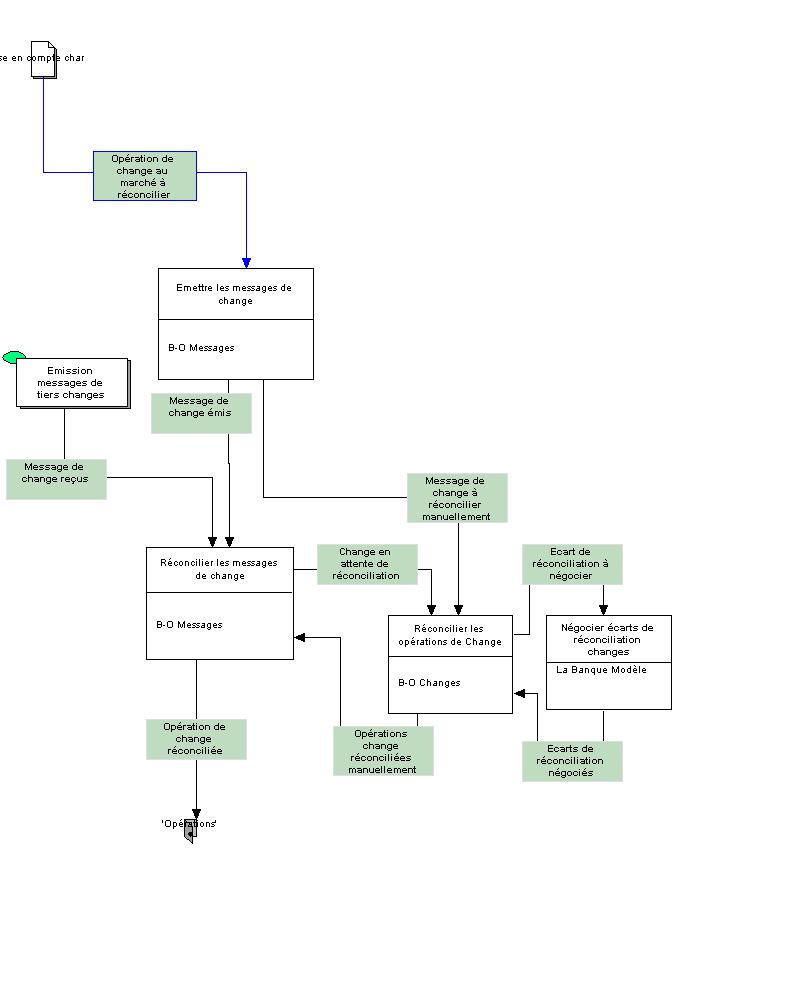 se en compte char
Opération de
change au
marché à
réconcilier
Emettre les messages de
change
B-O Messages
Emission
messages de
tiers changes
Message de
change émis
Message de
change reçus
Message de
change à
réconcilier
manuellement
Réconcilier les messages
de change
B-O Messages
Change en
attente de
réconciliation
Ecart de
réconciliation à
négocier
Réconcilier les
opérations de Change
B-O Changes
Négocier écarts de
réconciliation
changes
La Banque Modèle
Opération de
change
réconciliée
Opérations
change
réconciliées
manuellement
Ecarts de
réconciliation
négociés
'Opérations'